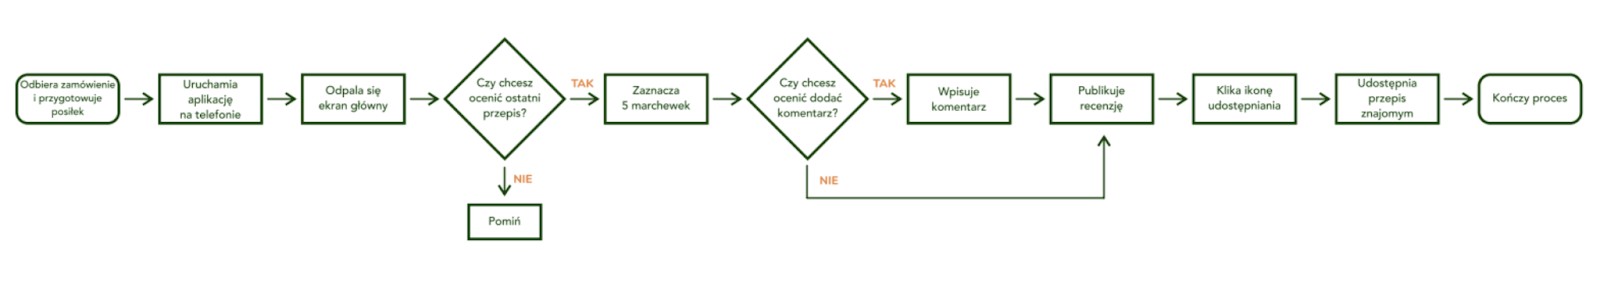 Odbiera zamówienie
i przygotowuje
posiłek
Uruchamia
aplikację
na telefonie
Odpala się
ekran główny
Czy chcesz
ocenić ostatni
przepis?
TAK
NIE
Pomiń
Zaznacza
5 marchewek
Czy chcesz
ocenić dodać
komentarz?
TAK
NIE
Wpisuje
komentarz
Publikuje
recenzję
Klika ikonę
udostępniania
Udostępnia
przepis
znajomym
Kończy proces